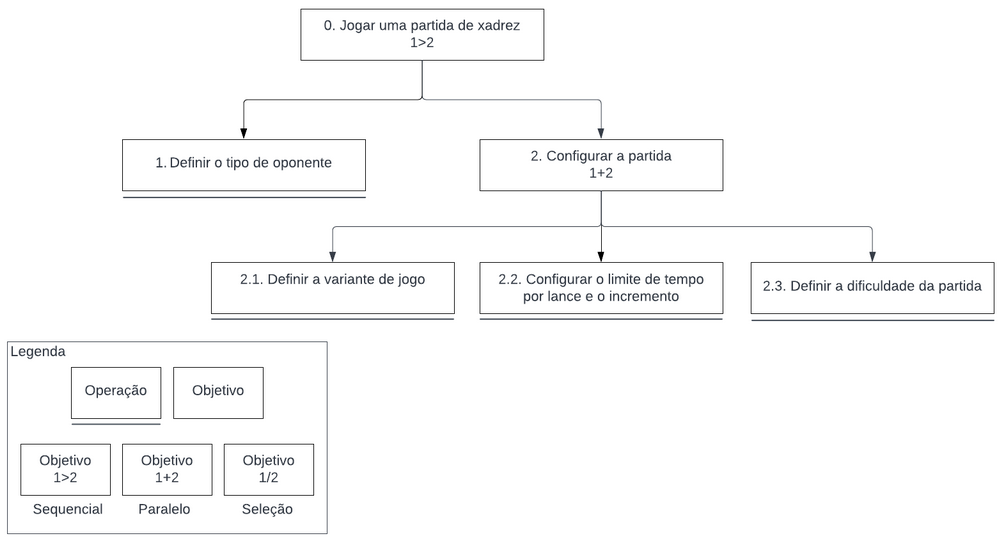 0. Jogar uma partida de xadrez
1>2
1. Definir o tipo de oponente
2. Configurar a partida
1+2
2.1. Definir a variante de jogo
2.2. Configurar o limite de tempo
por lance e o incremento
2.3. Definir a dificuldade da partida
Legenda
Operação
Objetivo
Objetivo
1>2
Objetivo
1+2
Objetivo
1/2
Sequencial
Paralelo
Seleção